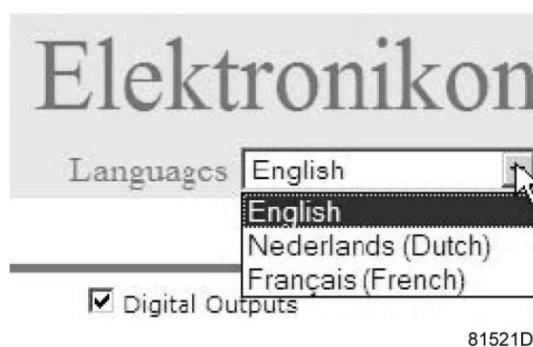 Elektronikon
Languages English
English
Nederlands (Dutch)
Français (French)
Digital Outputs
81521D